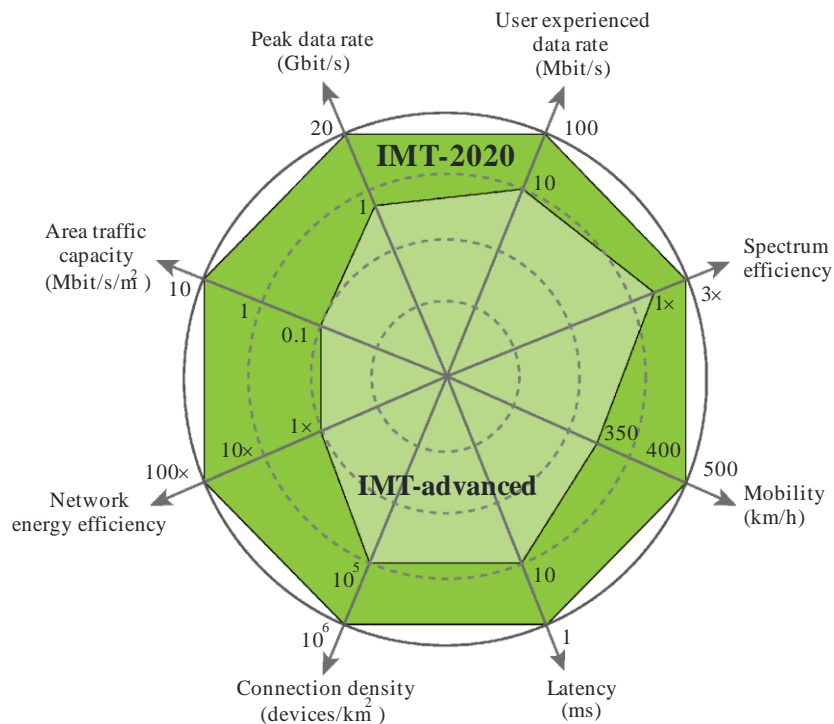 Peak data rate
(Gbit/s)
User experienced
data rate
(Mbit/s)
20
100
IMT-2020
1
10
Area traffic
capacity
(Mbit/s/m²)
Spectrum
efficiency
10
1
0.1
1×
3×
1×
10×
100×
350
400
500
Network
energy efficiency
IMT-advanced
Mobility
(km/h)
10⁵
10
10⁶
1
Connection density
(devices/km²)
Latency
(ms)